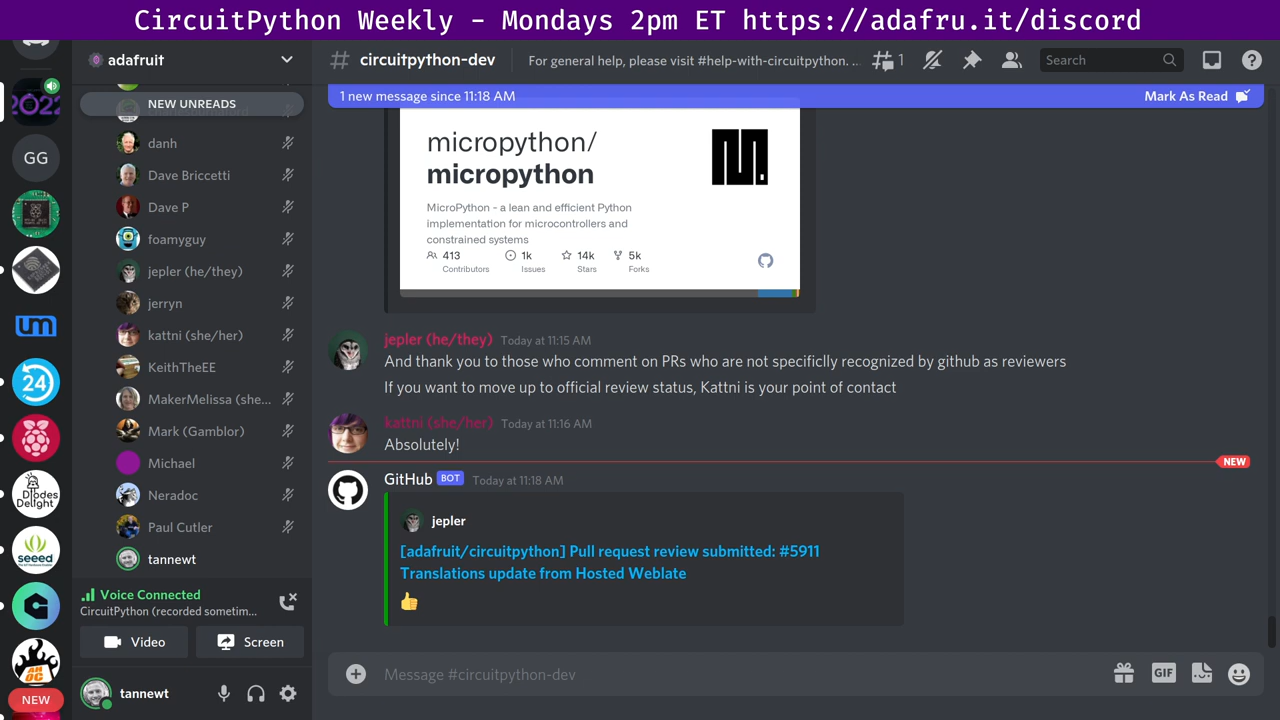 CircuitPython Weekly - Mondays 2pm ET https://adafru.it/discord
adafruit
circuitpython-dev
For general help, please visit #help-with-circuitpython. ...
1
Search
NEW UNREADS
1 new message since 11:18 AM
Mark As Read
2022
GG
24
Diodes
Delight
seeed
NEW
danh
Dave Briccetti
Dave P
foamyguy
jepler (he/they)
jerryn
kattni (she/her)
KeithTheEE
MakerMelissa (she...
Mark (Gamblor)
Michael
Neradoc
Paul Cutler
tannewt
Voice Connected
CircuitPython (recorded sometim...
Video
Screen
tannewt
micropython/
micropython
MicroPython - a lean and efficient Python
implementation for microcontrollers and
constrained systems
413 1k 14k 5k
Contributors Issues Stars Forks
jepler (he/they) Today at 11:15 AM
And thank you to those who comment on PRs who are not specificlly recognized by github as reviewers
If you want to move up to official review status, Kattni is your point of contact
kattni (she/her) Today at 11:16 AM
Absolutely!
NEW
GitHub BOT Today at 11:18 AM
jepler
[adafruit/circuitpython] Pull request review submitted: #5911
Translations update from Hosted Weblate
Message #circuitpython-dev
GIF